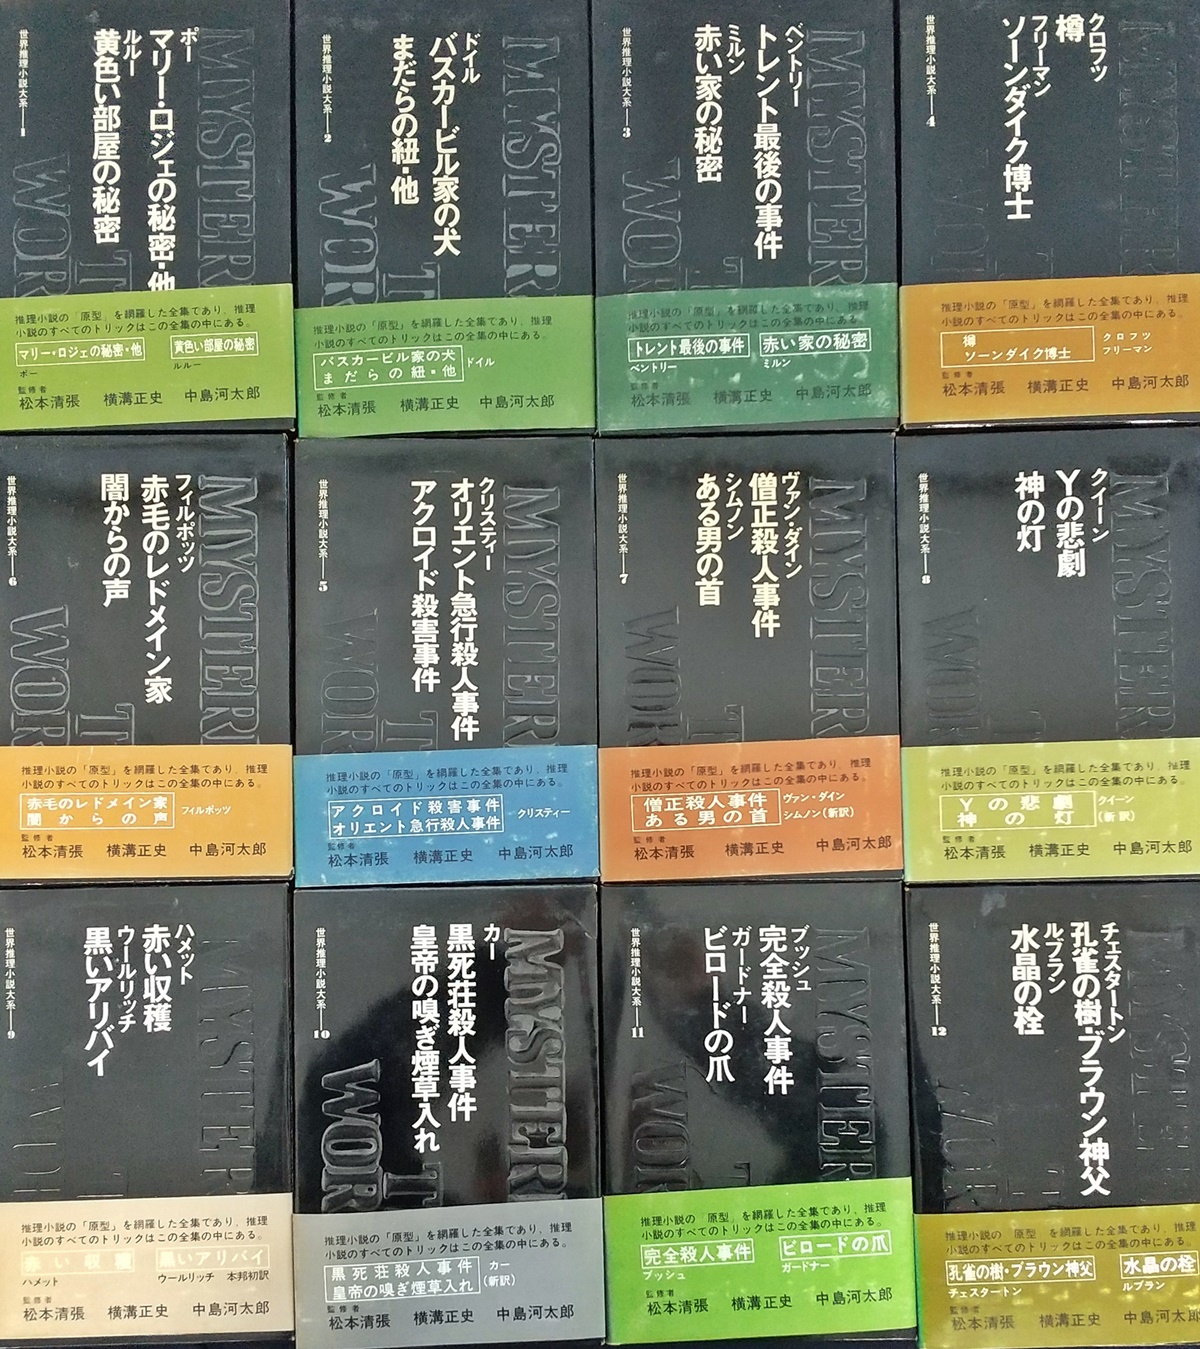 ポー
マリー・ロジェの秘密・他
ルルー
黄色い部屋の秘密
世界推理小説大系—1
MYSTER
WOR
T
推理小説の「原型」を網羅した全集であり、推理
小説のすべてのトリックはこの全集の中にある。
マリー・ロジェの秘密・他 黄色い部屋の秘密
ポー ルルー
監修者
松本清張 横溝正史 中島河太郎
ドイル
バスカービル家の犬
まだらの紐・他
世界推理小説大系—2
MYSTER
WOR
T
推理小説の「原型」を網羅した全集であり、推理
小説のすべてのトリックはこの全集の中にある。
バスカービル家の犬
まだらの紐・他 ドイル
監修者
松本清張 横溝正史 中島河太郎
ベントリー
トレント最後の事件
ミルン
赤い家の秘密
世界推理小説大系—3
MYSTER
WOR
T
推理小説の「原型」を網羅した全集であり、推理
小説のすべてのトリックはこの全集の中にある。
トレント最後の事件 赤い家の秘密
ベントリー ミルン
監修者
松本清張 横溝正史 中島河太郎
クロフツ
樽
フリーマン
ソーンダイク博士
世界推理小説大系—4
推理小説の「原型」を網羅した全集であり、推理
小説のすべてのトリックはこの全集の中にある。
樽 クロフツ
ソーンダイク博士 フリーマン
監修者
松本清張 横溝正史 中島河太郎
フィルポッツ
赤毛のレドメイン家
闇からの声
世界推理小説大系—6
MYSTER
WOR
T
推理小説の「原型」を網羅した全集であり、推理
小説のすべてのトリックはこの全集の中にある。
赤毛のレドメイン家
闇からの声 フィルポッツ
監修者
松本清張 横溝正史 中島河太郎
クリスティー
オリエント急行殺人事件
アクロイド殺害事件
世界推理小説大系—5
MYSTER
WOR
T
推理小説の「原型」を網羅した全集であり、推理
小説のすべてのトリックはこの全集の中にある。
アクロイド殺害事件
オリエント急行殺人事件 クリスティー
監修者
松本清張 横溝正史 中島河太郎
ヴァン・ダイン
僧正殺人事件
シムノン
ある男の首
世界推理小説大系—7
MYSTER
WOR
T
推理小説の「原型」を網羅した全集であり、推理
小説のすべてのトリックはこの全集の中にある。
僧正殺人事件 ヴァン・ダイン
ある男の首 シムノン(新訳)
監修者
松本清張 横溝正史 中島河太郎
クイーン
Yの悲劇
神の灯
世界推理小説大系—8
MYSTER
WOR
推理小説の「原型」を網羅した全集であり、推理
小説のすべてのトリックはこの全集の中にある。
Yの悲劇 クイーン
神の灯 (新訳)
監修者
松本清張 横溝正史 中島河太郎
ハメット
赤い収穫
ウールリッチ
黒いアリバイ
世界推理小説大系—9
MYSTER
推理小説の「原型」を網羅した全集であり、推理
小説のすべてのトリックはこの全集の中にある。
赤い収穫 黒いアリバイ
ハメット ウールリッチ 本邦初訳
監修者
松本清張 横溝正史 中島河太郎
カー
黒死荘殺人事件
皇帝の嗅ぎ煙草入れ
世界推理小説大系—10
MYSTER
WOR
T
推理小説の「原型」を網羅した全集であり、推理
小説のすべてのトリックはこの全集の中にある。
黒死荘殺人事件 カー
皇帝の嗅ぎ煙草入れ (新訳)
監修者
松本清張 横溝正史 中島河太郎
ブッシュ
完全殺人事件
ガードナー
ビロードの爪
世界推理小説大系—11
MYSTER
WOR
T
推理小説の「原型」を網羅した全集であり、推理
小説のすべてのトリックはこの全集の中にある。
完全殺人事件 ビロードの爪
ブッシュ ガードナー
監修者
松本清張 横溝正史 中島河太郎
チェスタートン
孔雀の樹・ブラウン神父
ルブラン
水晶の栓
世界推理小説大系—12
MYSTER
WOR
推理小説の「原型」を網羅した全集であり、推理
小説のすべてのトリックはこの全集の中にある。
孔雀の樹・ブラウン神父 水晶の栓
チェスタートン ルブラン
監修者
松本清張 横溝正史 中島河太郎